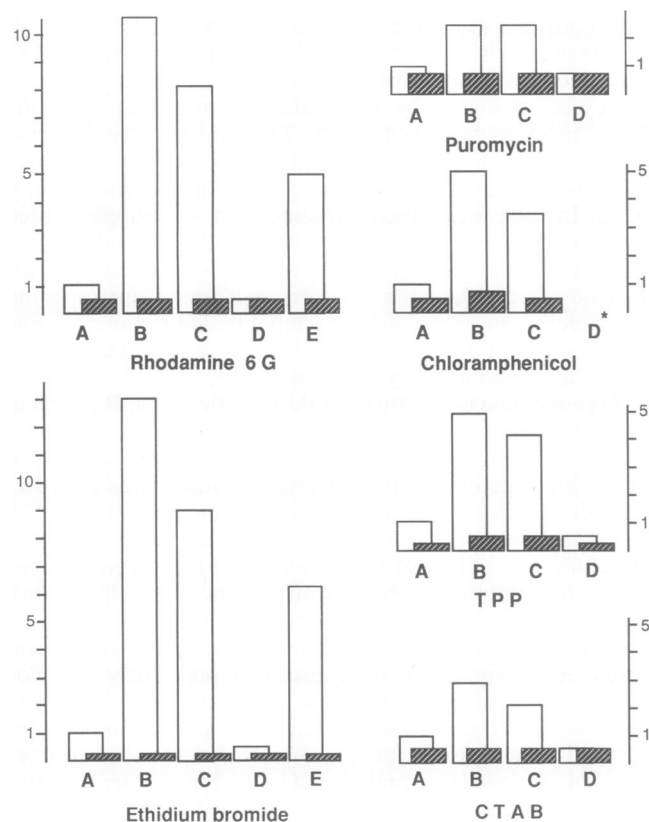 10
5
1
A B C D E
Rhodamine 6 G
1
A B C D
Puromycin
5
1
A B C D*
Chloramphenicol
10
5
1
A B C D E
Ethidium bromide
5
1
A B C D
T P P
5
1
A B C D
C T A B